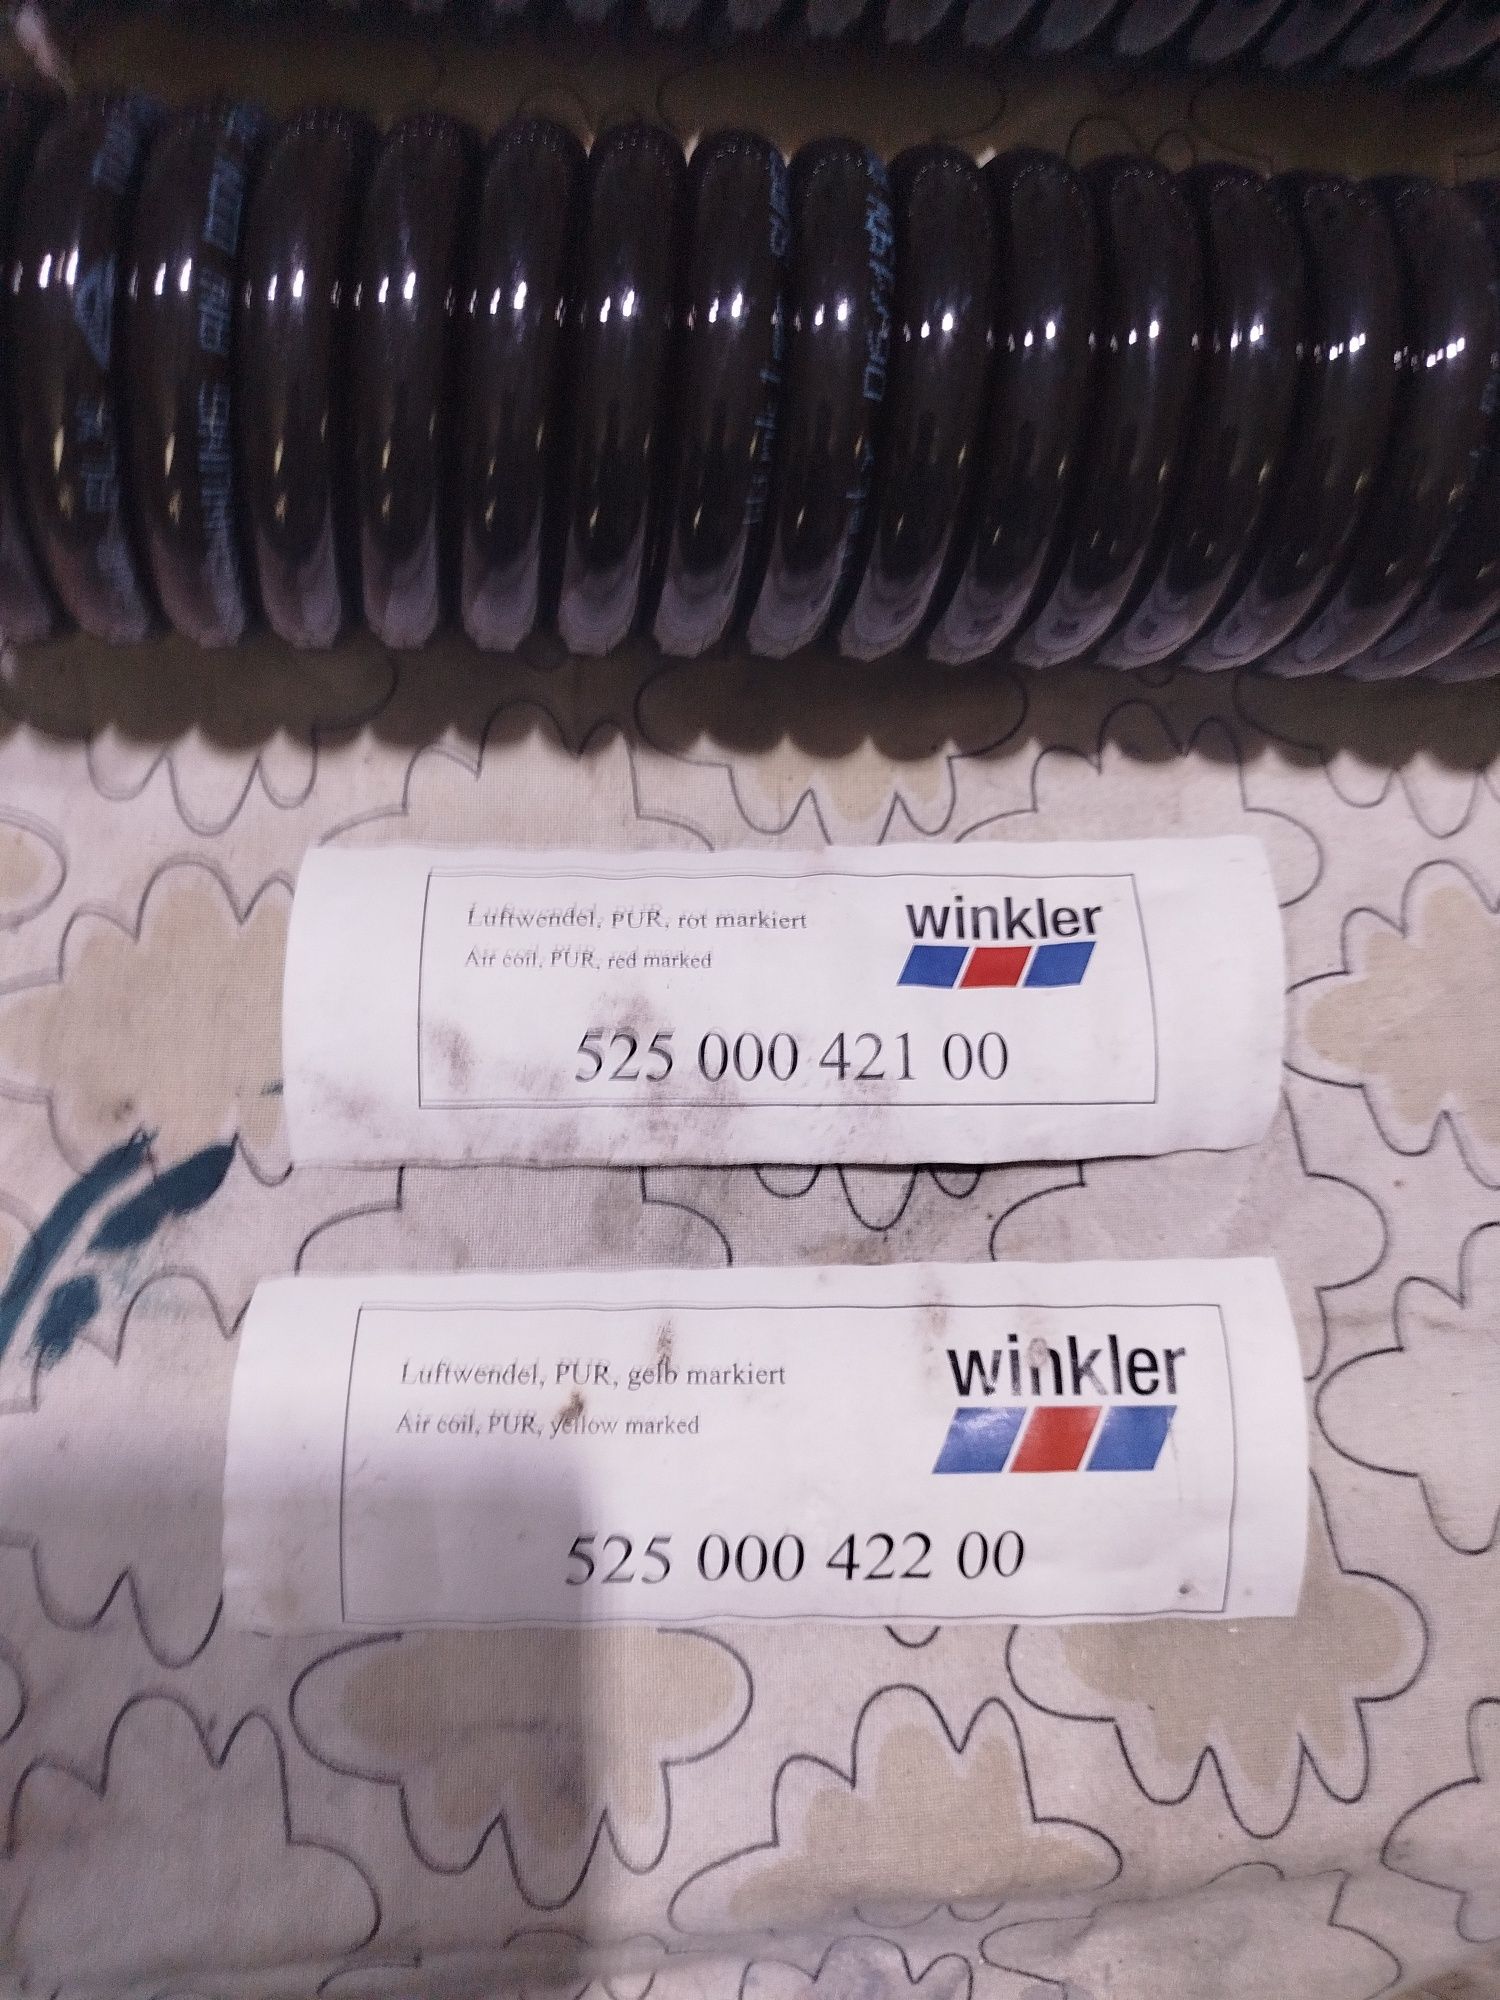 Luftwendel, PUR, rot markiert
Air coil, PUR, red marked
winkler
525 000 421 00
Luftwendel, PUR, gelb markiert
Air coil, PUR, yellow marked
winkler
525 000 422 00